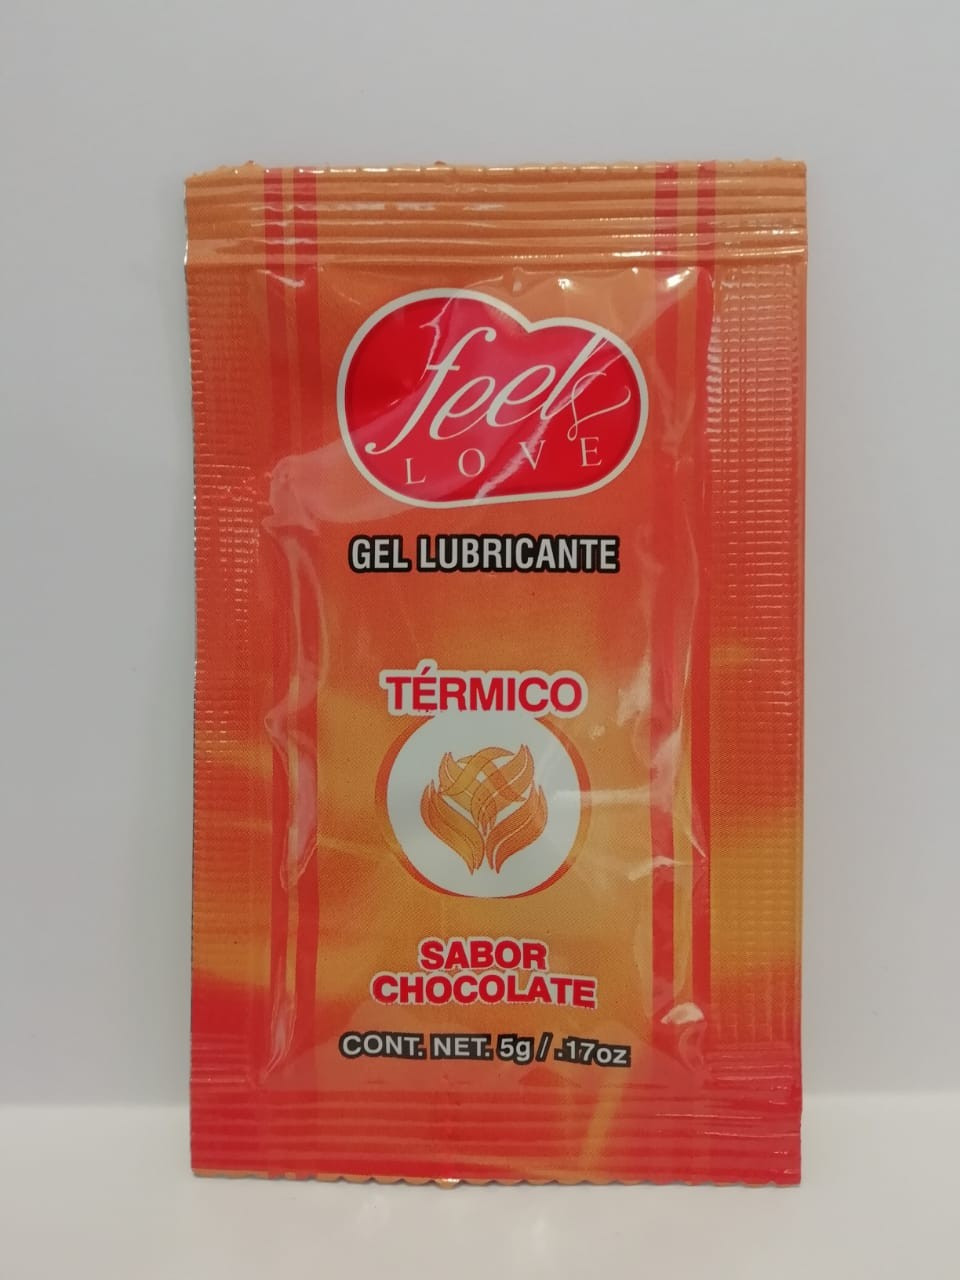 feel
LOVE
GEL LUBRICANTE
TÉRMICO
SABOR
CHOCOLATE
CONT. NET. 5g / .17oz